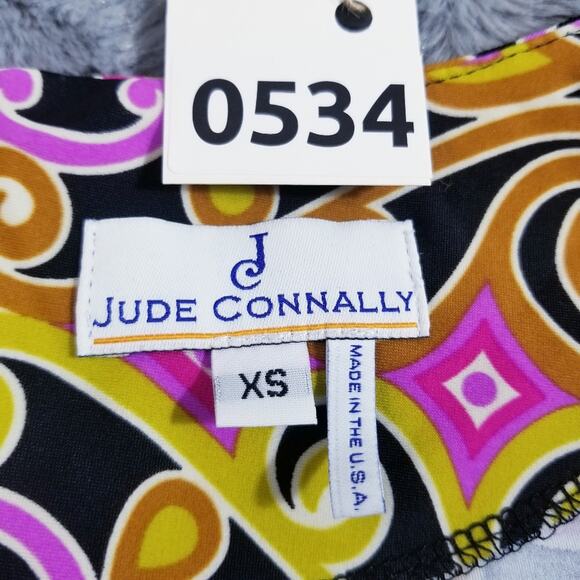 0534
JC
JUDE CONNALLY
XS
MADE IN THE U.S.A.